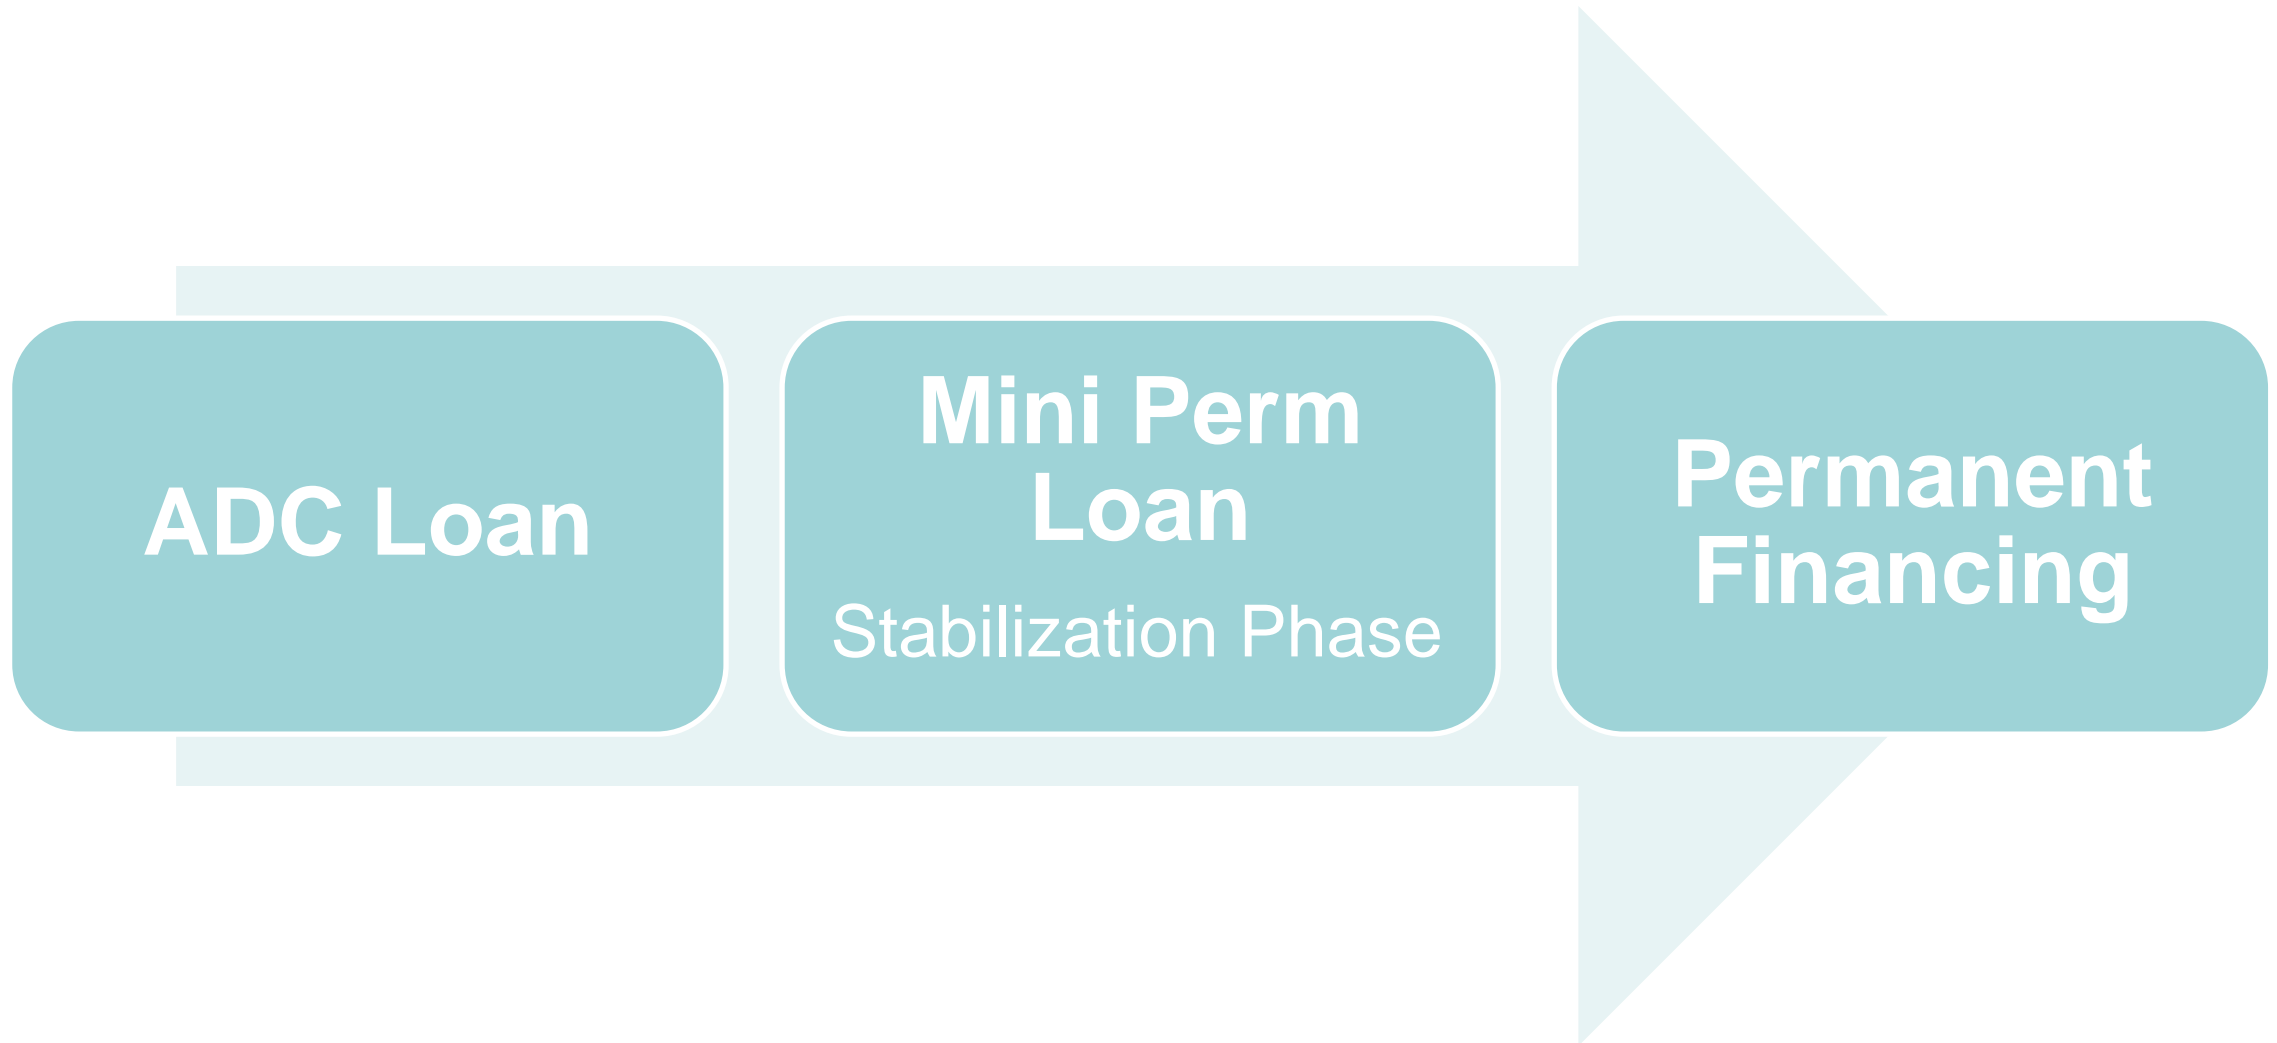 ADC Loan
Mini Perm
Loan
Stabilization Phase
Permanent
Financing